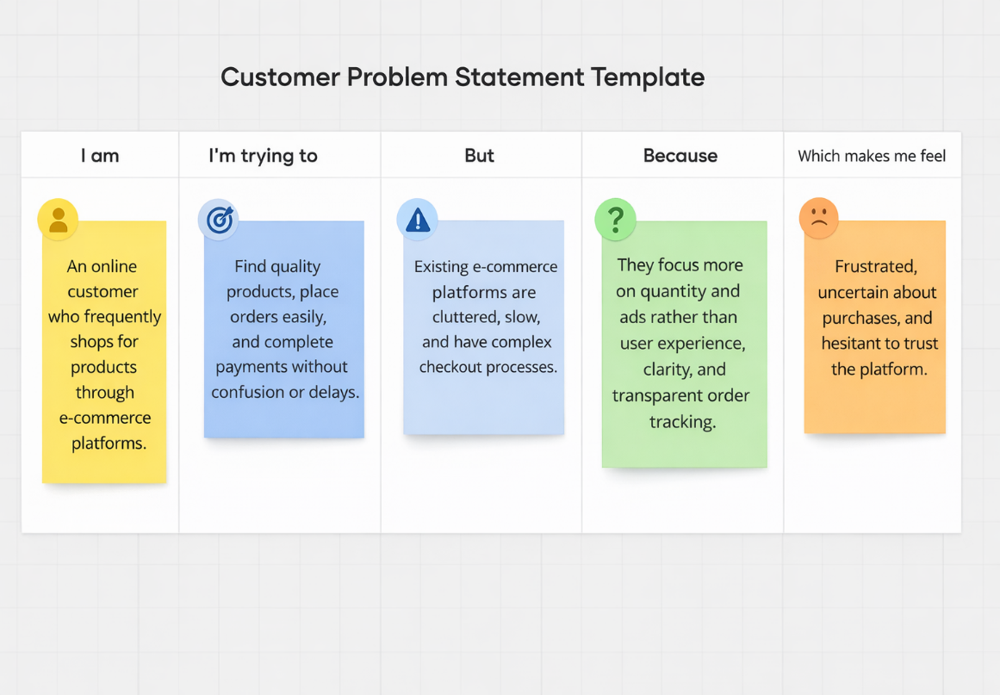 Customer Problem Statement Template
I am
I'm trying to
But
Because
Which makes me feel
An online
customer
who frequently
shops for
products
through
e-commerce
platforms.
Find quality
products, place
orders easily,
and complete
payments without
confusion or delays.
Existing e-commerce
platforms are
cluttered, slow,
and have complex
checkout processes.
They focus more
on quantity and
ads rather than
user experience,
clarity, and
transparent order
tracking.
Frustrated,
uncertain about
purchases, and
hesitant to trust
the platform.